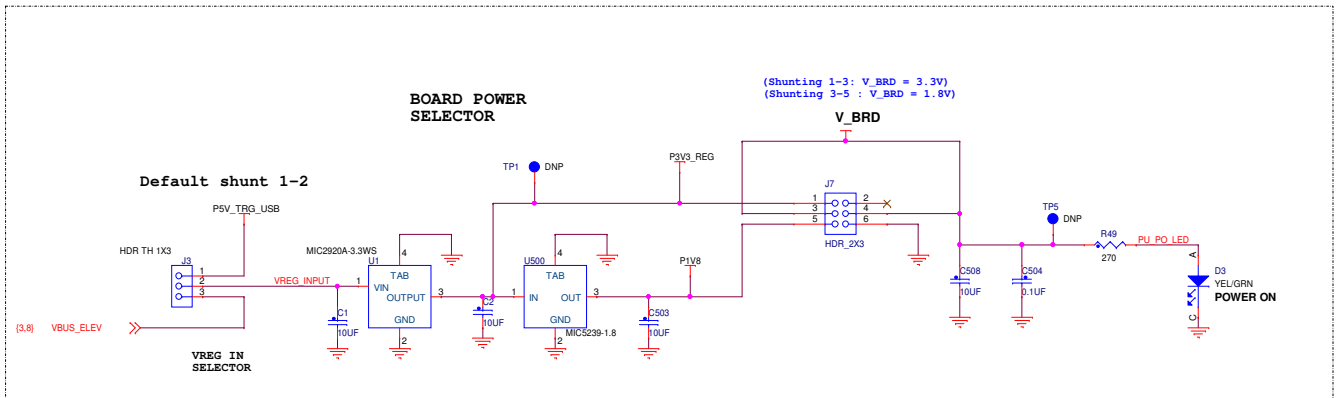 (Shunting 1-3: V_BRD = 3.3V)
(Shunting 3-5 : V_BRD = 1.8V)
BOARD POWER
SELECTOR
V_BRD
P3V3_REG
TP1
DNP
Default shunt 1-2
P5V_TRG_USB
J7
1
2
3
4
5
6
HDR_2X3
TP5
DNP
HDR TH 1X3
J3
1
2
3
VREG_INPUT
MIC2920A-3.3WS
U1
4
TAB
1
VIN
OUTPUT
3
GND
2
C1
10UF
C2
10UF
U500
4
TAB
1
IN
OUT
3
GND
2
MIC5239-1.8
P1V8
C503
10UF
C508
10UF
C504
0.1UF
R49
270
PU_PO_LED
A
D3
YEL/GRN
POWER ON
C
{3,8}
VBUS_ELEV
VREG IN
SELECTOR